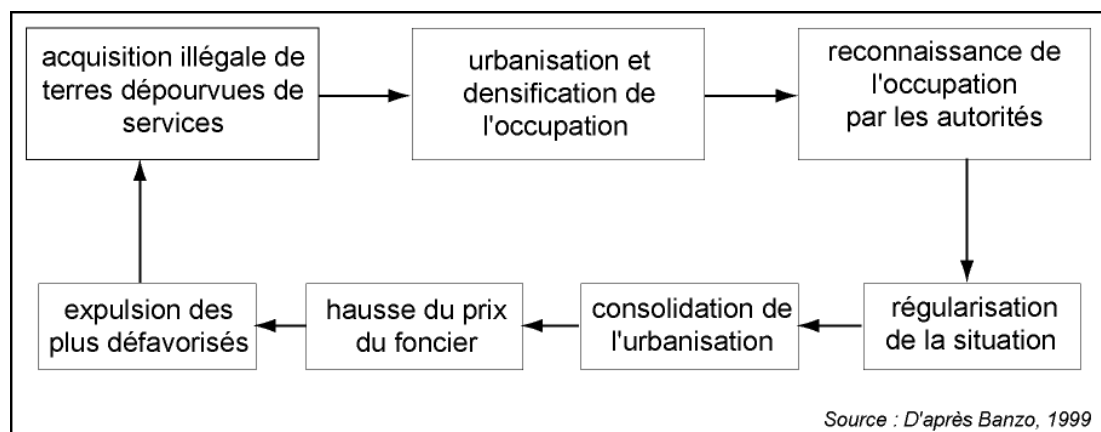 acquisition illégale de
terres dépourvues de
services
urbanisation et
densification de
l'occupation
reconnaissance de
l'occupation
par les autorités
régularisation
de la situation
consolidation de
l'urbanisation
hausse du prix
du foncier
expulsion des
plus défavorisés
Source : D'après Banzo, 1999